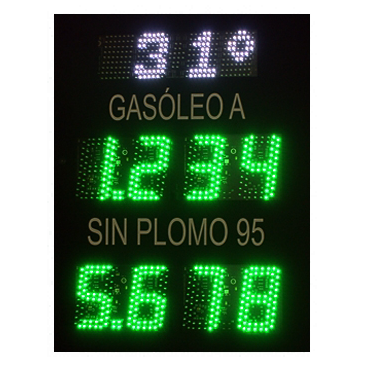 31°
GASÓLEO A
1.234
SIN PLOMO 95
5.678